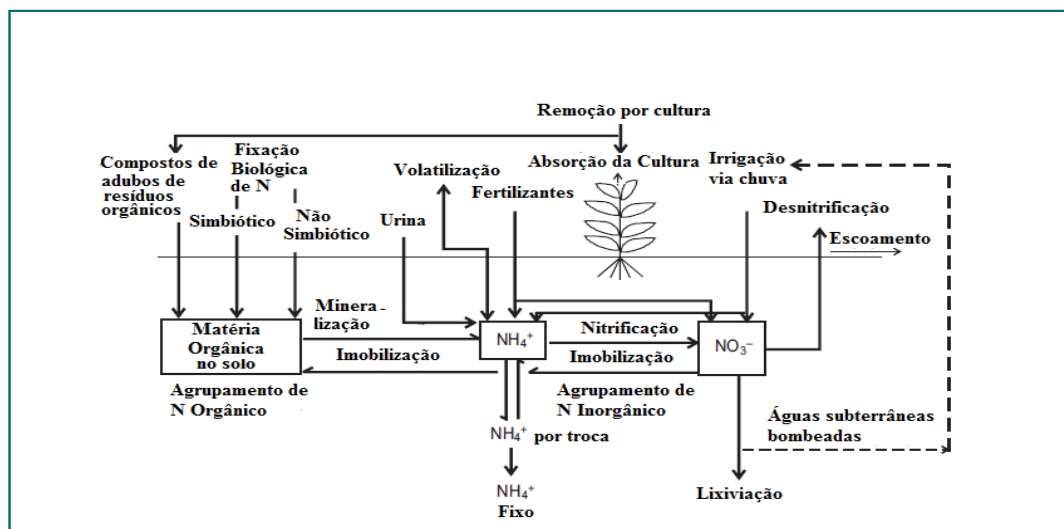 Remoção por cultura
Compostos de
adubos de
resíduos
orgânicos
Fixação
Biológica
de N
Volatilização
Absorção da Cultura
Irrigação
via chuva
Fertilizantes
Simbiótico
Não
Simbiótico
Urina
Desnitrificação
Escoamento
Matéria
Orgânica
no solo
Minera -
lização
Imobilização
NH₄⁺
Nitrificação
Imobilização
NO₃⁻
Agrupamento de
N Orgânico
Agrupamento de
N Inorgânico
Águas subterrâneas
bombeadas
NH₄⁺ por troca
NH₄⁺
Fixo
Lixiviação